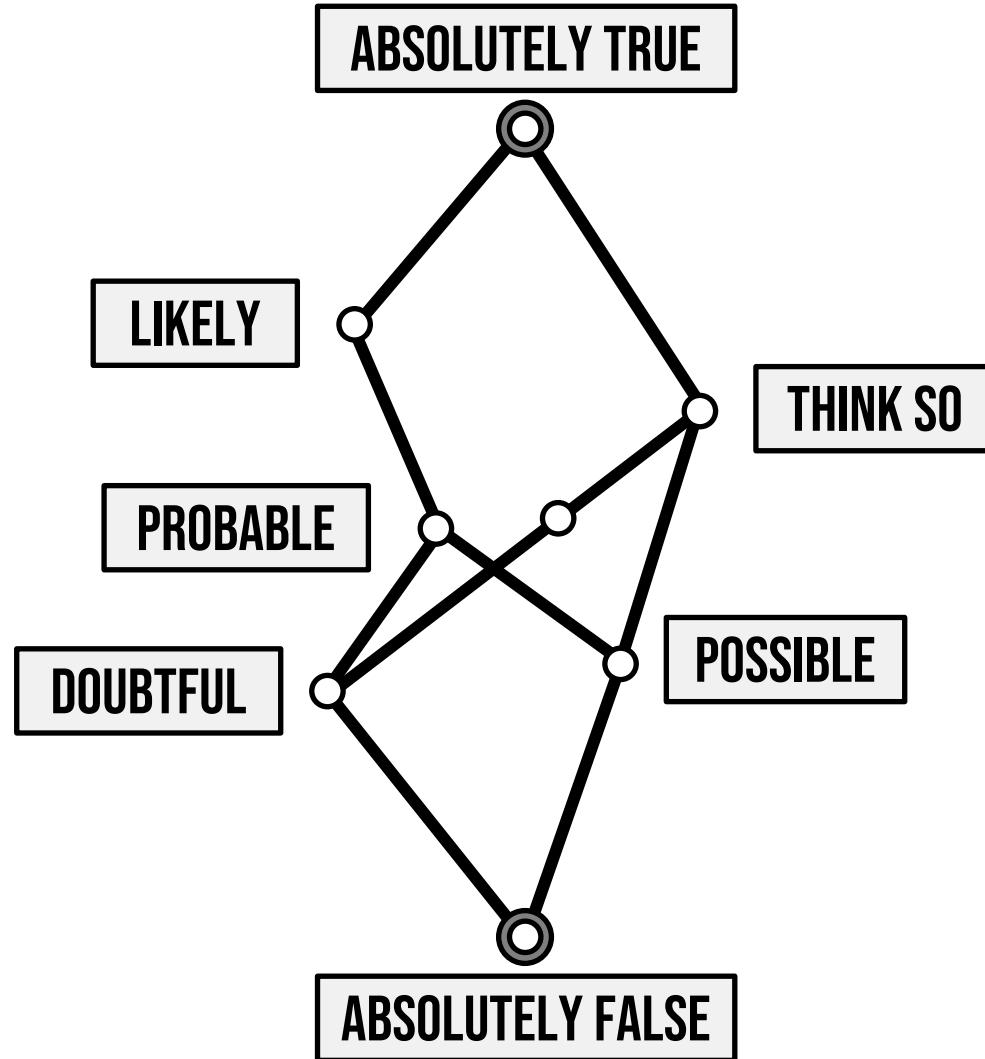 ABSOLUTELY TRUE
LIKELY
THINK SO
PROBABLE
POSSIBLE
DOUBTFUL
ABSOLUTELY FALSE